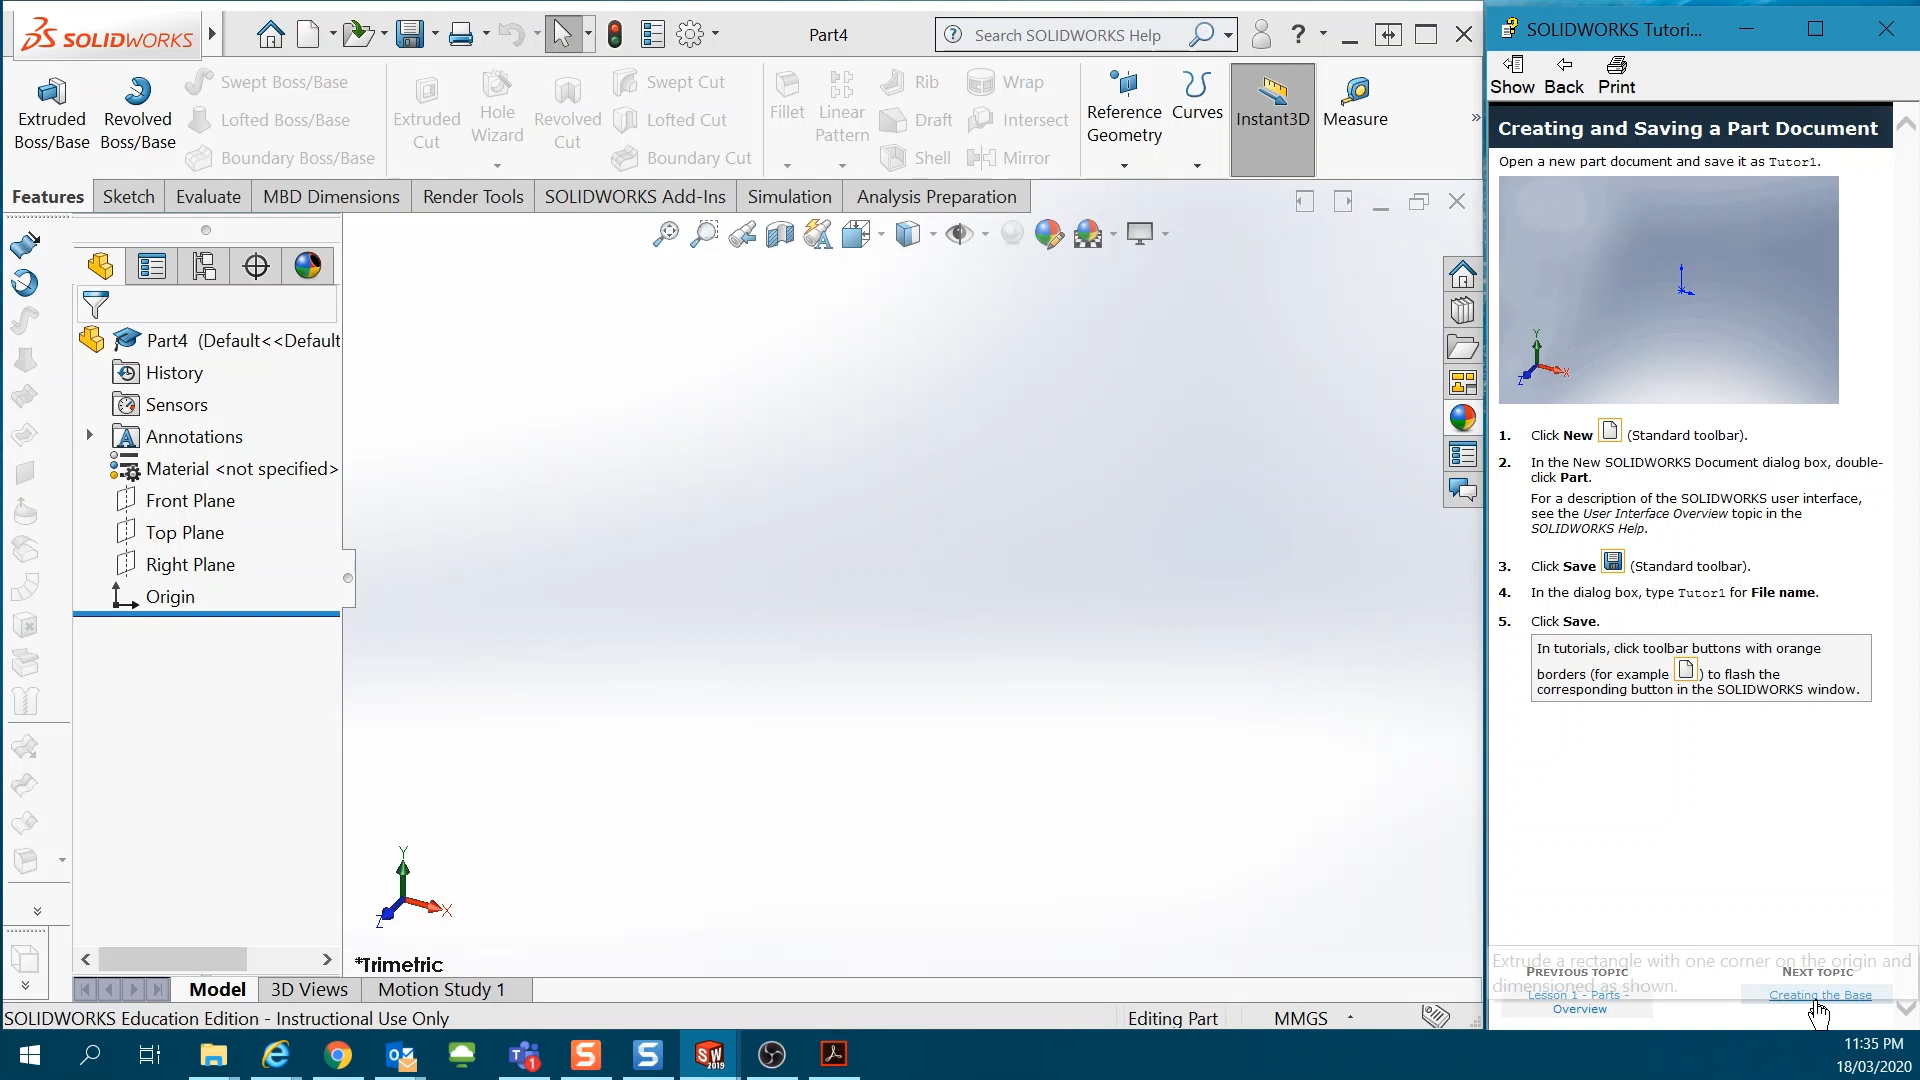 SOLIDWORKS
Part4
Search SOLIDWORKS Help
?
SOLIDWORKS Tutori...
Show Back Print
Extruded Boss/Base
Revolved Boss/Base
Swept Boss/Base
Lofted Boss/Base
Boundary Boss/Base
Extruded Cut
Hole Wizard
Revolved Cut
Swept Cut
Lofted Cut
Boundary Cut
Fillet
Linear Pattern
Rib
Draft
Shell
Wrap
Intersect
Mirror
Reference Geometry
Curves
Instant3D
Measure
Features
Sketch
Evaluate
MBD Dimensions
Render Tools
SOLIDWORKS Add-Ins
Simulation
Analysis Preparation
Part4 (Default<<Default
History
Sensors
Annotations
Material <not specified>
Front Plane
Top Plane
Right Plane
Origin
Y
X
Z
*Trimetric
Model
3D Views
Motion Study 1
SOLIDWORKS Education Edition - Instructional Use Only
Editing Part
MMGS
Creating and Saving a Part Document
Open a new part document and save it as Tutor1.
Y
X
Z
1. Click New (Standard toolbar).
2. In the New SOLIDWORKS Document dialog box, double-
click Part.
For a description of the SOLIDWORKS user interface,
see the User Interface Overview topic in the
SOLIDWORKS Help.
3. Click Save (Standard toolbar).
4. In the dialog box, type Tutor1 for File name.
5. Click Save.
In tutorials, click toolbar buttons with orange
borders (for example ) to flash the
corresponding button in the SOLIDWORKS window.
Extrude a rectangle with one corner on the origin and
dimensioned as shown.
PREVIOUS TOPIC
Lesson 1 - Parts -
Overview
NEXT TOPIC
Creating the Base
SW
2019
1
11:35 PM
18/03/2020